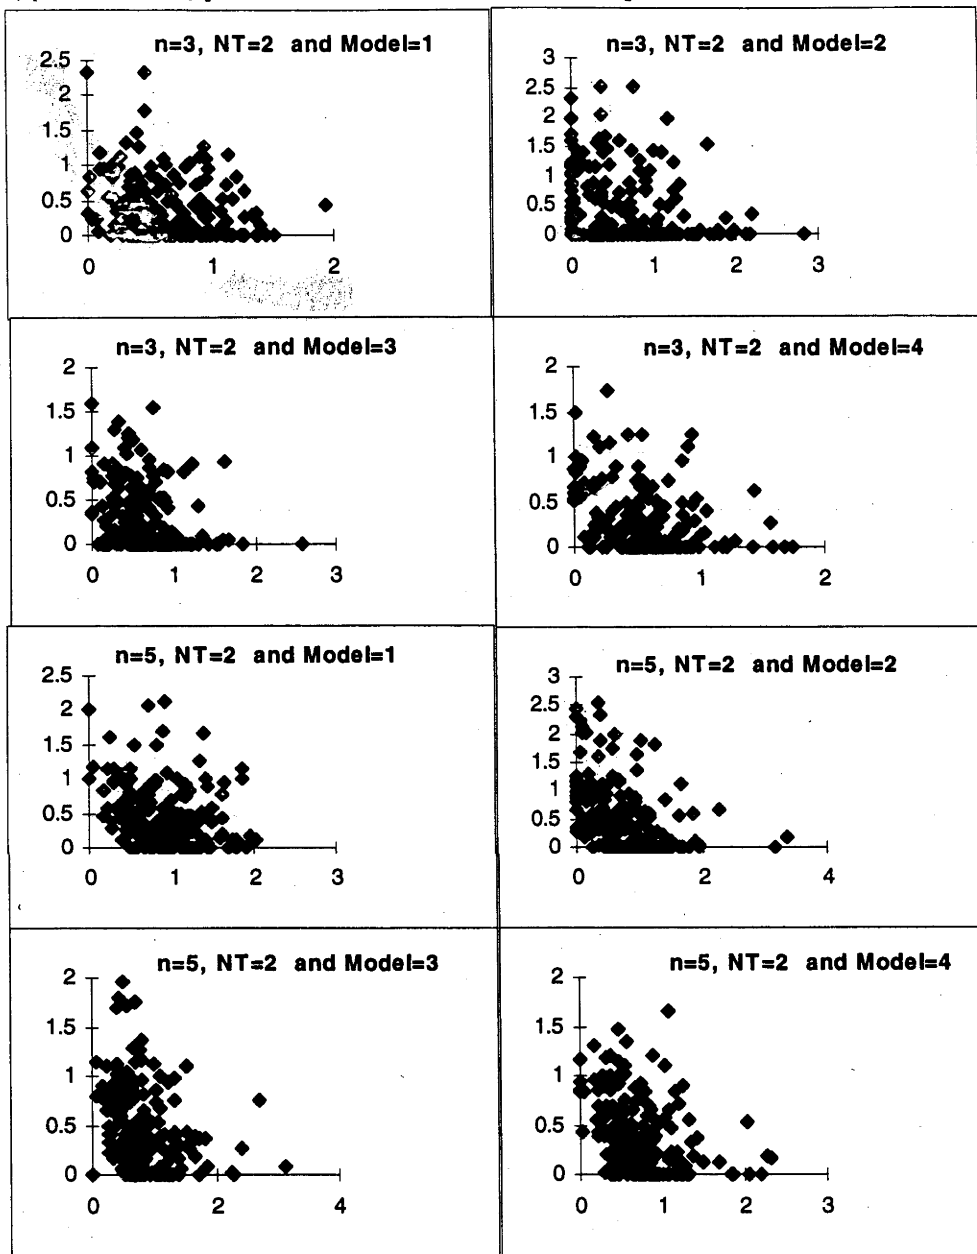 n=3, NT=2 and Model=1
2.5
2
1.5
1
0.5
0
0 1 2
n=3, NT=2 and Model=2
3
2.5
2
1.5
1
0.5
0
0 1 2 3
n=3, NT=2 and Model=3
2
1.5
1
0.5
0
0 1 2 3
n=3, NT=2 and Model=4
2
1.5
1
0.5
0
0 1 2
n=5, NT=2 and Model=1
2.5
2
1.5
1
0.5
0
0 1 2 3
n=5, NT=2 and Model=2
3
2.5
2
1.5
1
0.5
0
0 2 4
n=5, NT=2 and Model=3
2
1.5
1
0.5
0
0 2 4
n=5, NT=2 and Model=4
2
1.5
1
0.5
0
0 1 2 3